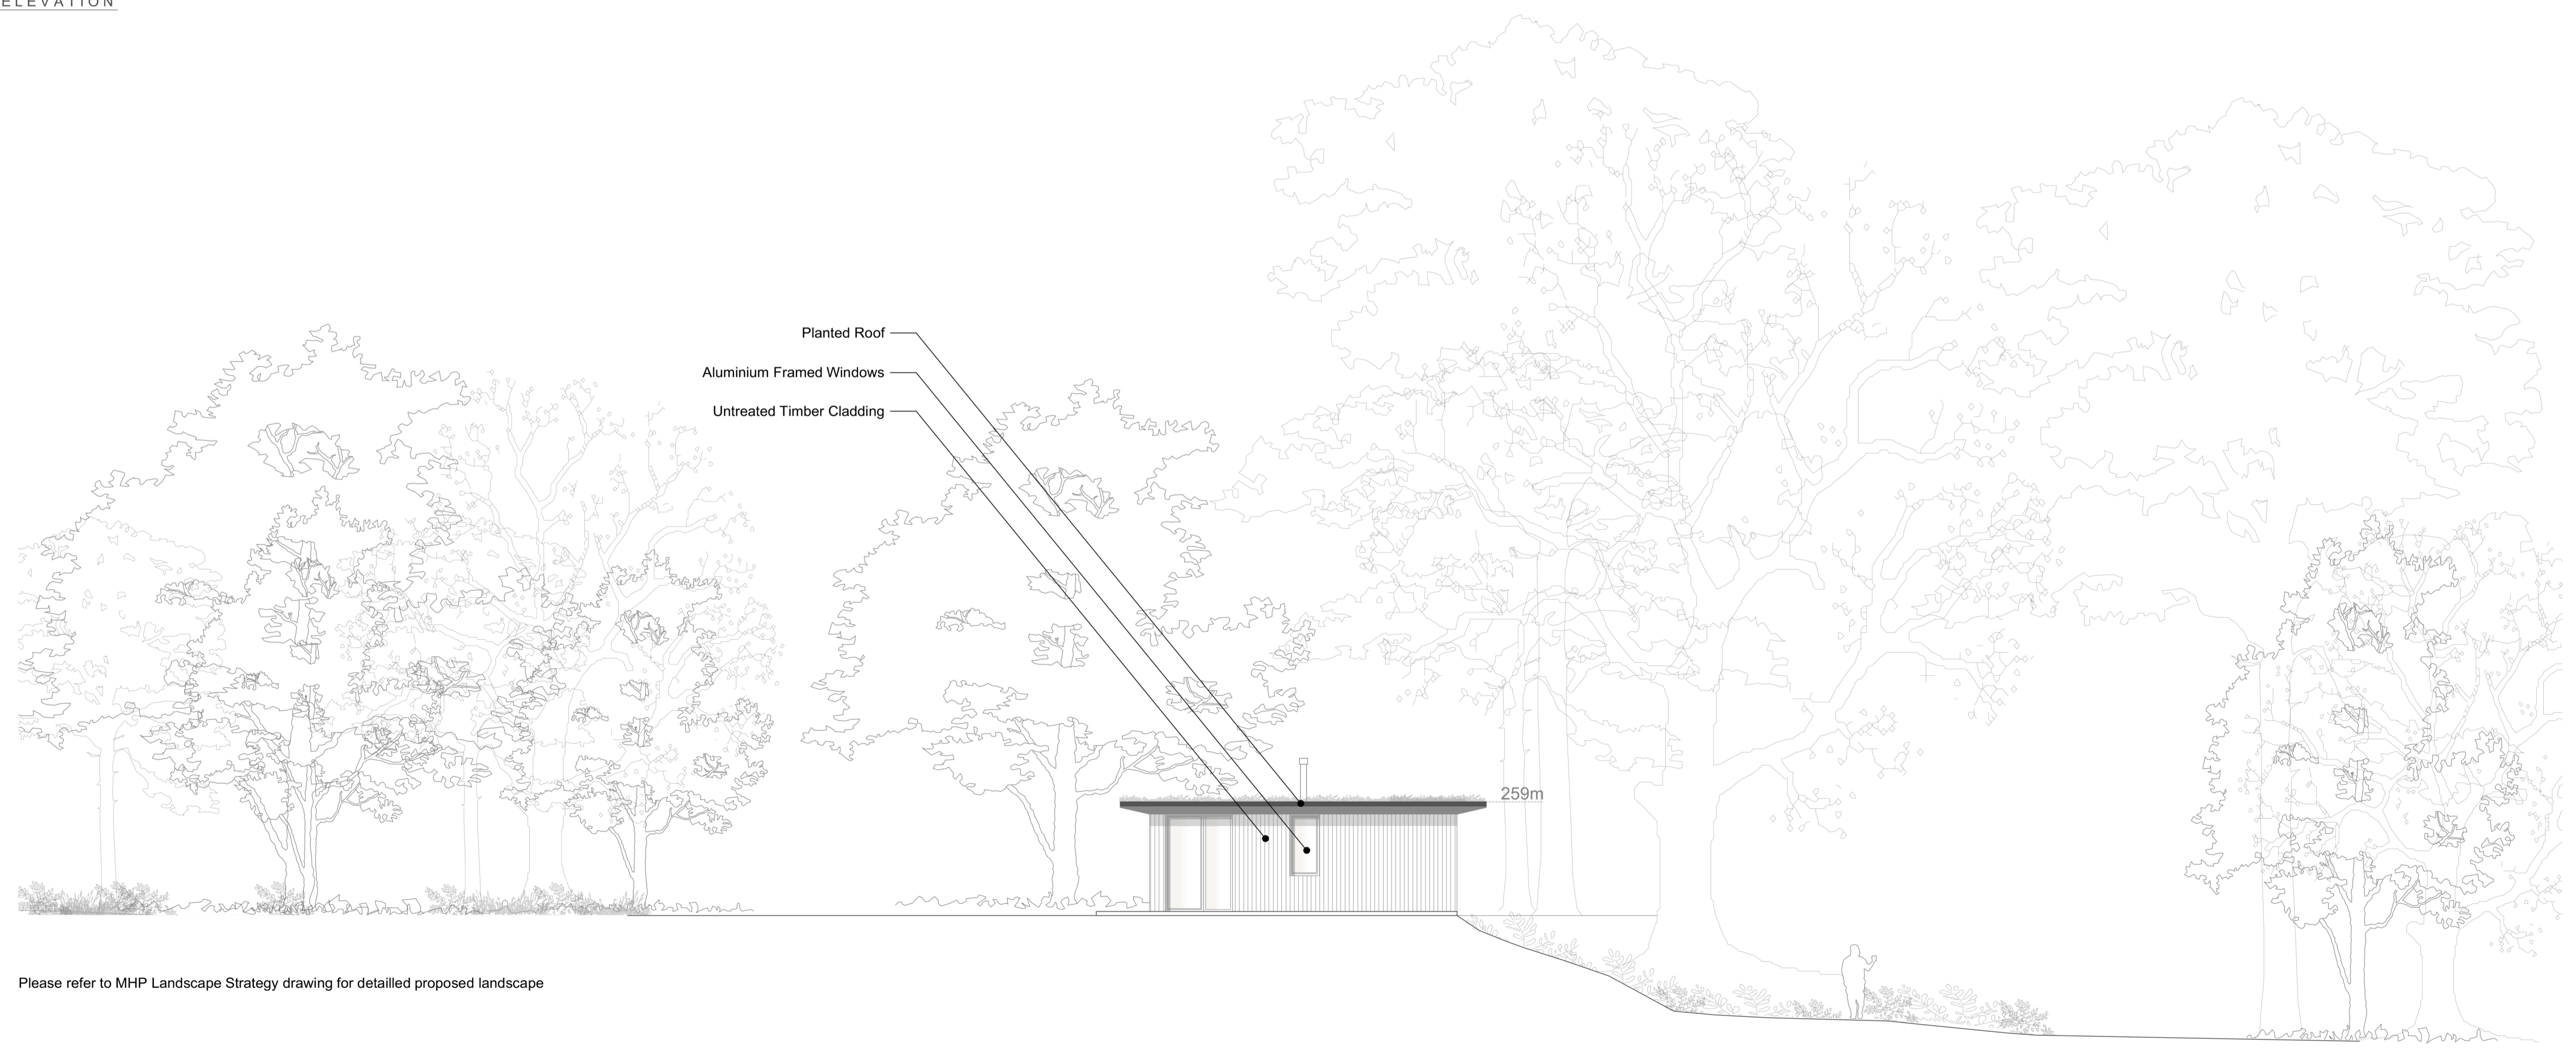 ELEVATION
Planted Roof
Aluminium Framed Windows
Untreated Timber Cladding
259m
Please refer to MHP Landscape Strategy drawing for detailled proposed landscape